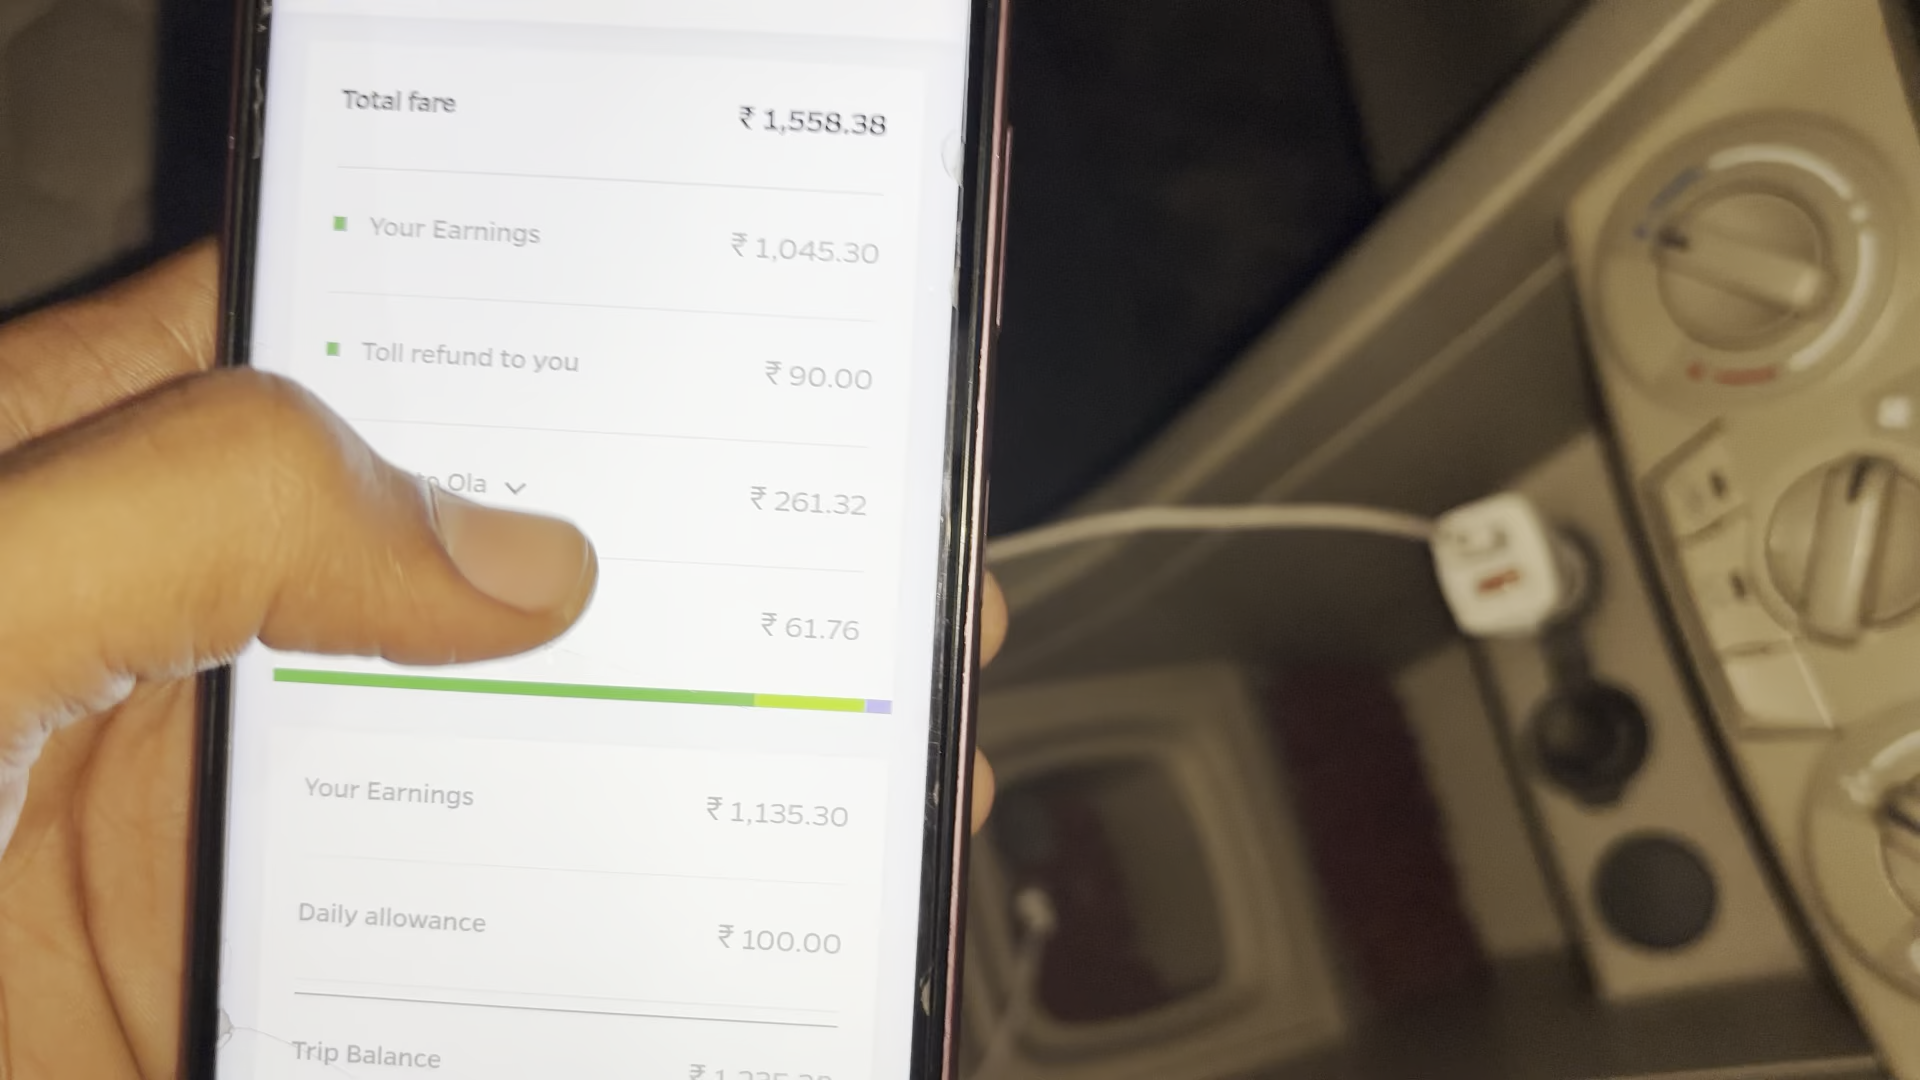 Total fare ₹ 1,558.38
Your Earnings ₹ 1,045.30
Toll refund to you ₹ 90.00
to Ola ₹ 261.32
₹ 61.76
Your Earnings ₹ 1,135.30
Daily allowance ₹ 100.00
Trip Balance